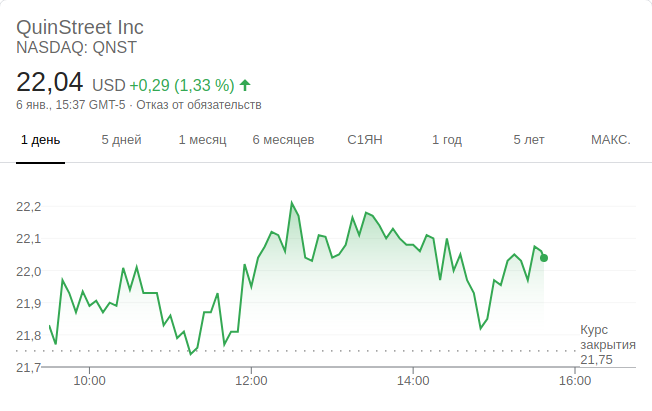 QuinStreet Inc
NASDAQ: QNST
22,04 USD +0,29 (1,33 %)
6 янв., 15:37 GMT-5 · Отказ от обязательств
1 день 5 дней 1 месяц 6 месяцев С1ЯН 1 год 5 лет МАКС.
22,2
22,1
22,0
21,9
21,8
21,7
Курс
закрытия
21,75
10:00 12:00 14:00 16:00